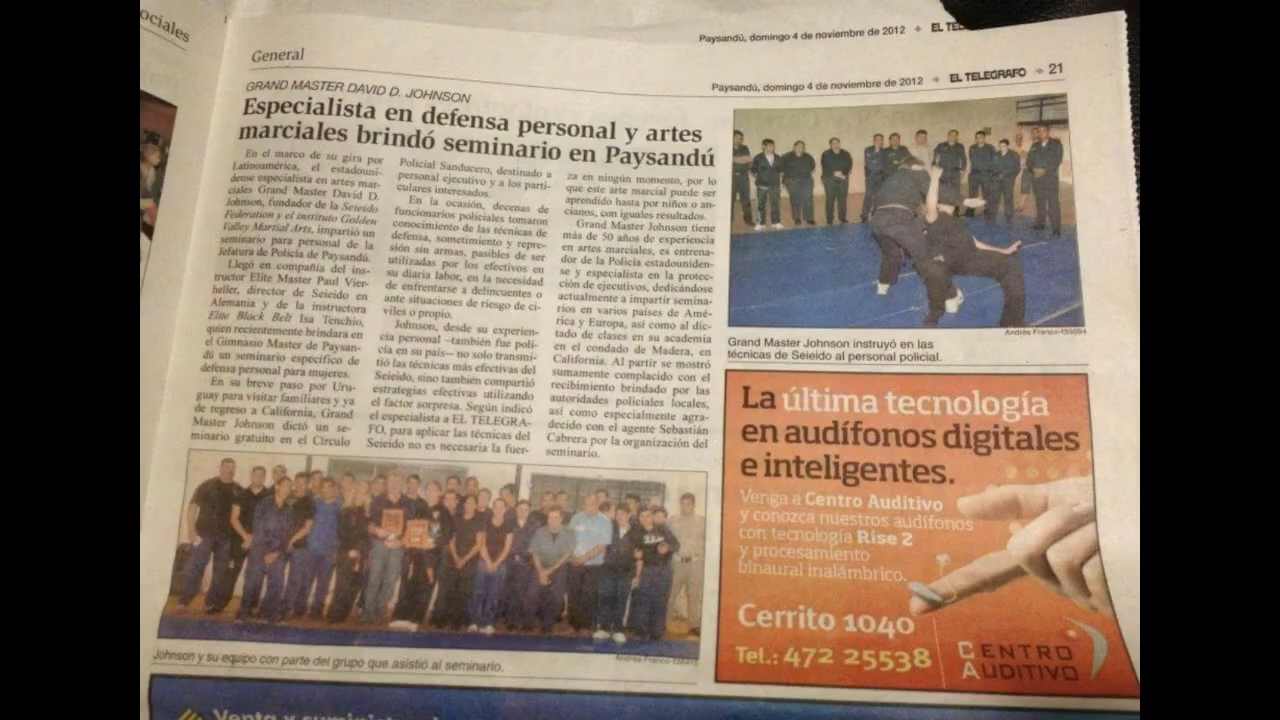 ociales
Paysandú, domingo 4 de noviembre de 2012 + EL TELE
General
Paysandú, domingo 4 de noviembre de 2012 + EL TELEGRAFO + 21
GRAND MASTER DAVID D. JOHNSON
Especialista en defensa personal y artes
marciales brindó seminario en Paysandú
En el marco de su gira por
Latinoamérica, el estadouni-
dense especialista en artes mar-
ciales Grand Master David D.
Johnson, fundador de la Seieido
Federation y el instituto Golden
Valley Martial Arts, impartió un
seminario para personal de la
Jefatura de Policía de Paysandú.
Llegó en compañía del ins-
tructor Elite Master Paul Vier-
heller, director de Seieido en
Alemania y de la instructora
Elite Black Belt Isa Tenchio,
quien recientemente brindara en
el Gimnasio Master de Paysan-
dú un seminario específico de
defensa personal para mujeres.
En su breve paso por Uru-
guay para visitar familiares y ya
de regreso a California, Grand
Master Johnson dictó un se-
minario gratuito en el Círculo
Policial Sanducero, destinado a
personal ejecutivo y a los parti-
culares interesados.
En la ocasión, decenas de
funcionarios policiales tomaron
conocimiento de las técnicas de
defensa, sometimiento y repre-
sión sin armas, pasibles de ser
utilizadas por los efectivos en
su diaria labor, en la necesidad
de enfrentarse a delincuentes o
ante situaciones de riesgo de ci-
viles o propio.
Johnson, desde su experien-
cia personal –también fue poli-
cía en su país– no solo transmi-
tió las técnicas más efectivas del
Seieido, sino también compartió
estrategias efectivas utilizando
el factor sorpresa. Según indicó
el especialista a EL TELEGRA-
FO, para aplicar las técnicas del
Seieido no es necesaria la fuer-
za en ningún momento, por lo
que este arte marcial puede ser
aprendido hasta por niños o an-
cianos, con iguales resultados.
Grand Master Johnson tiene
más de 50 años de experiencia
en artes marciales, es entrena-
dor de la Policía estadouniden-
se y especialista en la protec-
ción de ejecutivos, dedicándose
actualmente a impartir semina-
rios en varios países de Amé-
rica y Europa, así como al dic-
tado de clases en su academia
en el condado de Madera, en
California. Al partir se mostró
sumamente complacido con el
recibimiento brindado por las
autoridades policiales locales,
así como especialmente agra-
decido con el agente Sebastián
Cabrera por la organización del
seminario.
Andrés Franco-135694
Grand Master Johnson instruyó en las
técnicas de Seieido al personal policial.
Andrés Franco
Johnson y su equipo con parte del grupo que asistió al seminario.
La última tecnología
en audífonos digitales
e inteligentes.
Venga a Centro Auditivo
y conozca nuestros audífonos
con tecnología Rise 2
y procesamiento
binaural inalámbrico.
Cerrito 1040
Tel.: 472 25538
CENTRO
AUDITIVO
Venta y